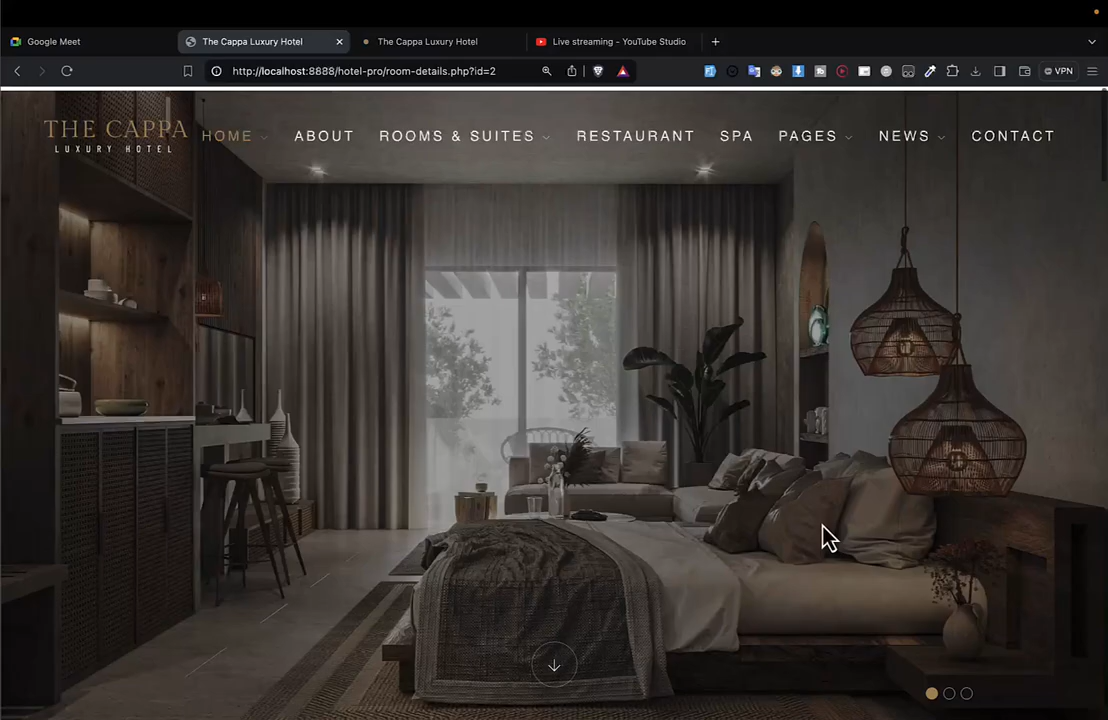 Google Meet
The Cappa Luxury Hotel
The Cappa Luxury Hotel
Live streaming - YouTube Studio
http://localhost:8888/hotel-pro/room-details.php?id=2
VPN
THE CAPPA
LUXURY HOTEL
HOME
ABOUT
ROOMS & SUITES
RESTAURANT
SPA
PAGES
NEWS
CONTACT